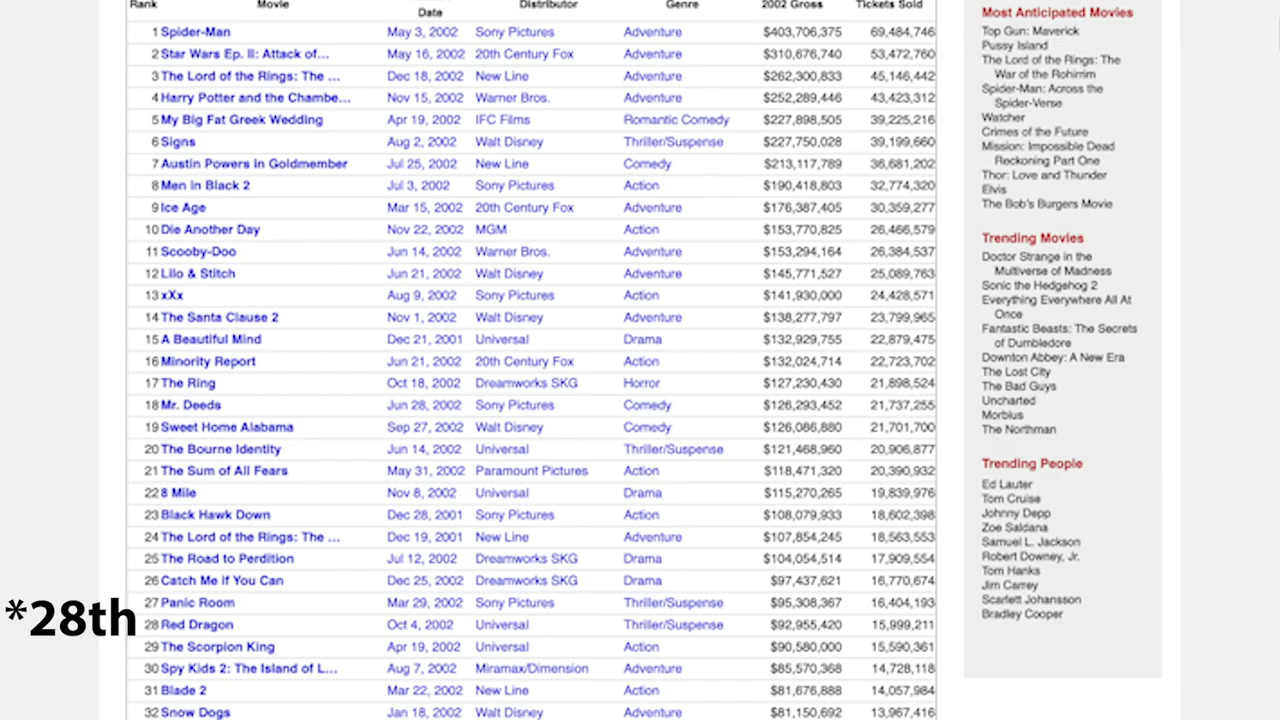 Rank Movie Date Distributor Genre 2002 Gross Tickets Sold
1 Spider-Man May 3, 2002 Sony Pictures Adventure $403,706,375 69,484,746
2 Star Wars Ep. II: Attack of... May 16, 2002 20th Century Fox Adventure $310,676,740 53,472,760
3 The Lord of the Rings: The ... Dec 18, 2002 New Line Adventure $262,300,833 45,146,442
4 Harry Potter and the Chambe... Nov 15, 2002 Warner Bros. Adventure $252,289,446 43,423,312
5 My Big Fat Greek Wedding Apr 19, 2002 IFC Films Romantic Comedy $227,898,505 39,225,216
6 Signs Aug 2, 2002 Walt Disney Thriller/Suspense $227,750,028 39,199,660
7 Austin Powers in Goldmember Jul 25, 2002 New Line Comedy $213,117,789 36,681,202
8 Men in Black 2 Jul 3, 2002 Sony Pictures Action $190,418,803 32,774,320
9 Ice Age Mar 15, 2002 20th Century Fox Adventure $176,387,405 30,359,277
10 Die Another Day Nov 22, 2002 MGM Action $153,770,825 26,466,579
11 Scooby-Doo Jun 14, 2002 Warner Bros. Adventure $153,294,164 26,384,537
12 Lilo & Stitch Jun 21, 2002 Walt Disney Adventure $145,771,527 25,089,763
13 xXx Aug 9, 2002 Sony Pictures Action $141,930,000 24,428,571
14 The Santa Clause 2 Nov 1, 2002 Walt Disney Adventure $138,277,797 23,799,965
15 A Beautiful Mind Dec 21, 2001 Universal Drama $132,929,755 22,879,475
16 Minority Report Jun 21, 2002 20th Century Fox Action $132,024,714 22,723,702
17 The Ring Oct 18, 2002 Dreamworks SKG Horror $127,230,430 21,898,524
18 Mr. Deeds Jun 28, 2002 Sony Pictures Comedy $126,293,452 21,737,255
19 Sweet Home Alabama Sep 27, 2002 Walt Disney Comedy $126,086,880 21,701,700
20 The Bourne Identity Jun 14, 2002 Universal Thriller/Suspense $121,468,960 20,906,877
21 The Sum of All Fears May 31, 2002 Paramount Pictures Action $118,471,320 20,390,932
22 8 Mile Nov 8, 2002 Universal Drama $115,270,265 19,839,976
23 Black Hawk Down Dec 28, 2001 Sony Pictures Action $108,079,933 18,602,398
24 The Lord of the Rings: The ... Dec 19, 2001 New Line Adventure $107,854,245 18,563,553
25 The Road to Perdition Jul 12, 2002 Dreamworks SKG Drama $104,054,514 17,909,554
26 Catch Me if You Can Dec 25, 2002 Dreamworks SKG Drama $97,437,621 16,770,674
27 Panic Room Mar 29, 2002 Sony Pictures Thriller/Suspense $95,308,367 16,404,193
*28th
28 Red Dragon Oct 4, 2002 Universal Thriller/Suspense $92,955,420 15,999,211
29 The Scorpion King Apr 19, 2002 Universal Action $90,580,000 15,590,361
30 Spy Kids 2: The Island of L... Aug 7, 2002 Miramax/Dimension Adventure $85,570,368 14,728,118
31 Blade 2 Mar 22, 2002 New Line Action $81,676,888 14,057,984
32 Snow Dogs Jan 18, 2002 Walt Disney Adventure $81,150,692 13,967,416
Most Anticipated Movies
Top Gun: Maverick
Pussy Island
The Lord of the Rings: The
War of the Rohirrim
Spider-Man: Across the
Spider-Verse
Watcher
Crimes of the Future
Mission: Impossible Dead
Reckoning Part One
Thor: Love and Thunder
Elvis
The Bob's Burgers Movie
Trending Movies
Doctor Strange in the
Multiverse of Madness
Sonic the Hedgehog 2
Everything Everywhere All At
Once
Fantastic Beasts: The Secrets
of Dumbledore
Downton Abbey: A New Era
The Lost City
The Bad Guys
Uncharted
Morbius
The Northman
Trending People
Ed Lauter
Tom Cruise
Johnny Depp
Zoe Saldana
Samuel L. Jackson
Robert Downey, Jr.
Tom Hanks
Jim Carrey
Scarlett Johansson
Bradley Cooper